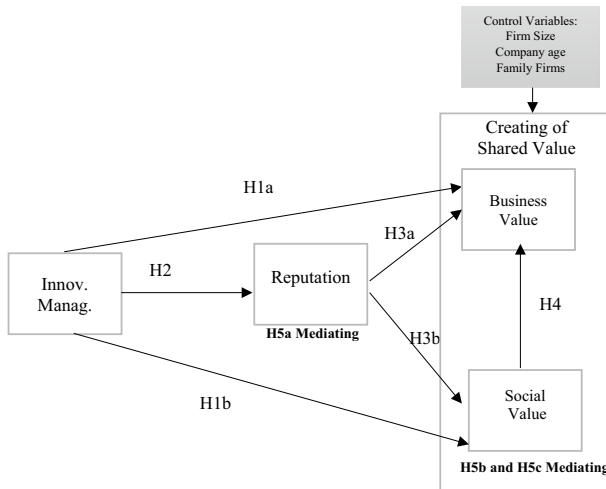 Control Variables:
Firm Size
Company age
Family Firms
Creating of
Shared Value
H1a
Business
Value
H3a
H2
Innov.
Manag.
Reputation
H5a Mediating
H3b
H4
H1b
Social
Value
H5b and H5c Mediating